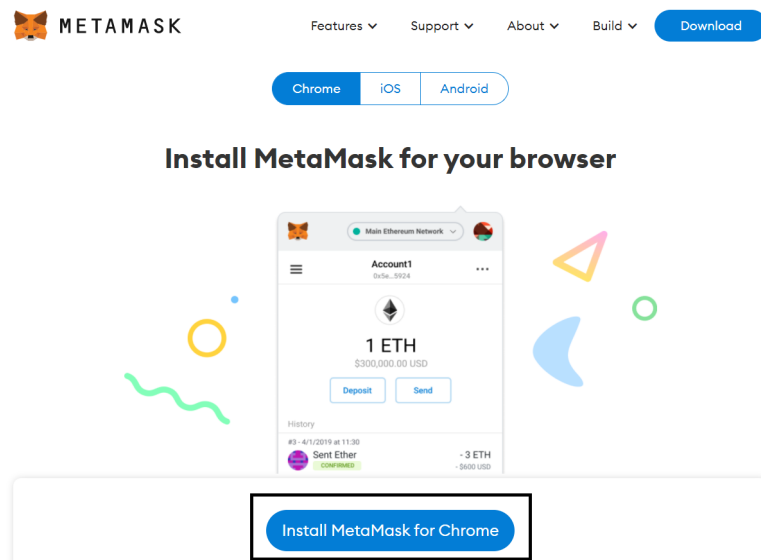 METAMASK Features Support About Build Download
Chrome iOS Android
Install MetaMask for your browser
Main Ethereum Network
Account1
0x5e...5924
1 ETH
$300,000.00 USD
Deposit Send
History
#3 - 4/1/2019 at 11:30
Sent Ether - 3 ETH
CONFIRMED - $600 USD
Install MetaMask for Chrome